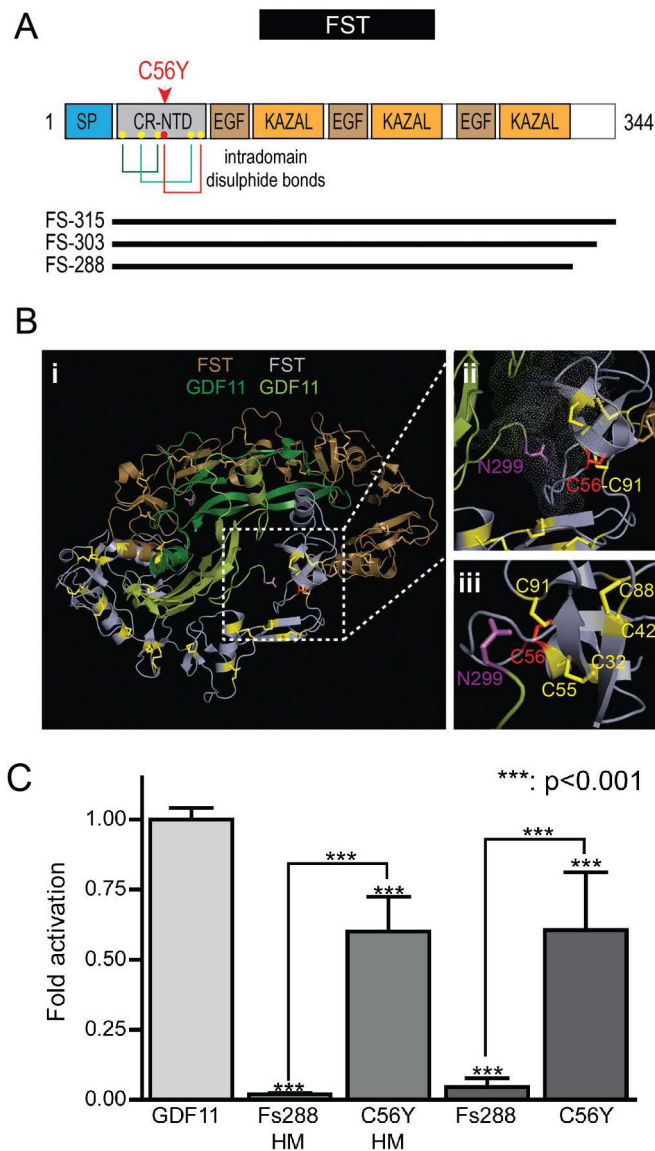 A
FST
C56Y
1 SP CR-NTD EGF KAZAL EGF KAZAL EGF KAZAL 344
intradomain
disulphide bonds
FS-315
FS-303
FS-288
B
i
FST FST
GDF11 GDF11
ii
N299
C56-C91
iii
C91
C88
C42
C56
C32
N299
C55
C
***: p<0.001
Fold activation
1.00
0.75
0.50
0.25
0.00
*** ***
*** ***
*** ***
GDF11 Fs288 C56Y Fs288 C56Y
HM HM